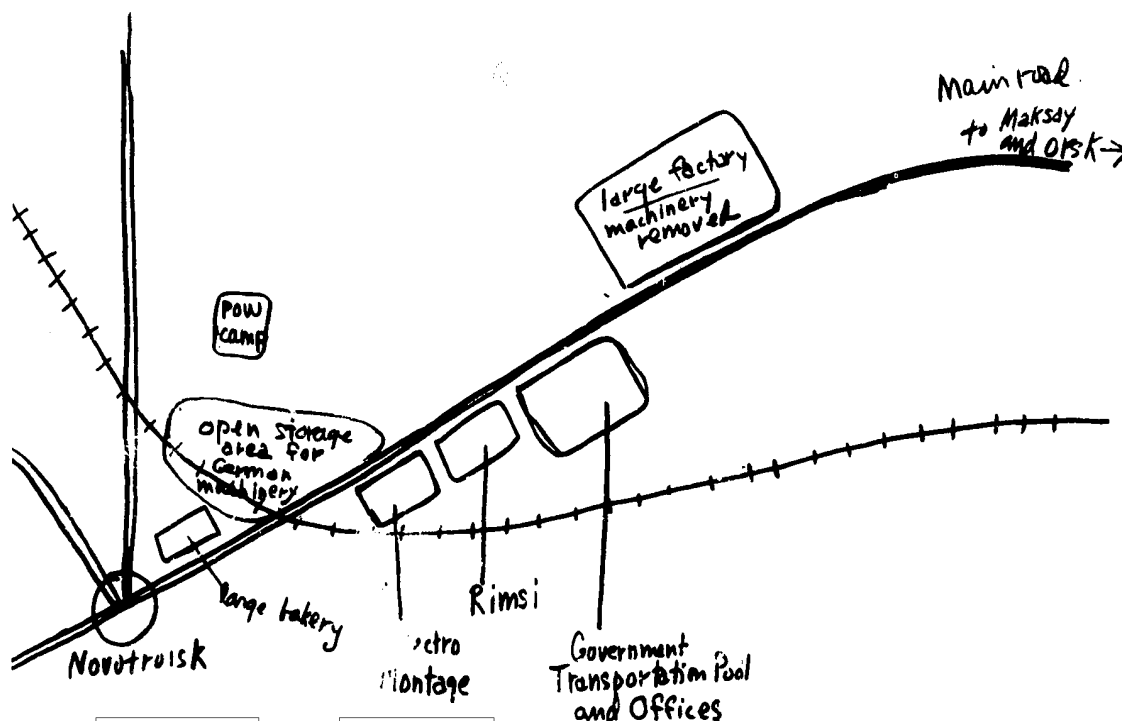 Main road
to Maksay
and Orsk →
large factory
machinery
removed
POW
camp
open storage
area for
German
machinery
large bakery
Novotroisk
Rimsi
ctro
Montage
Government
Transportation Pool
and Offices